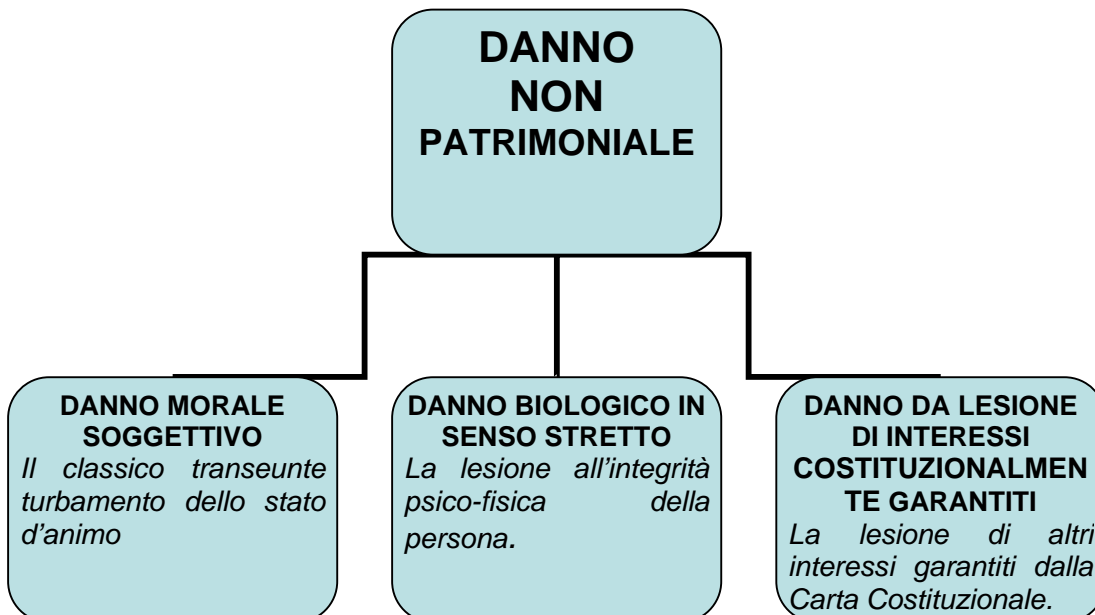 DANNO
NON
PATRIMONIALE
DANNO MORALE
SOGGETTIVO
Il classico transeunte
turbamento dello stato
d’animo
DANNO BIOLOGICO IN
SENSO STRETTO
La lesione all’integrità
psico-fisica della
persona.
DANNO DA LESIONE
DI INTERESSI
COSTITUZIONALMEN
TE GARANTITI
La lesione di altri
interessi garantiti dalla
Carta Costituzionale.